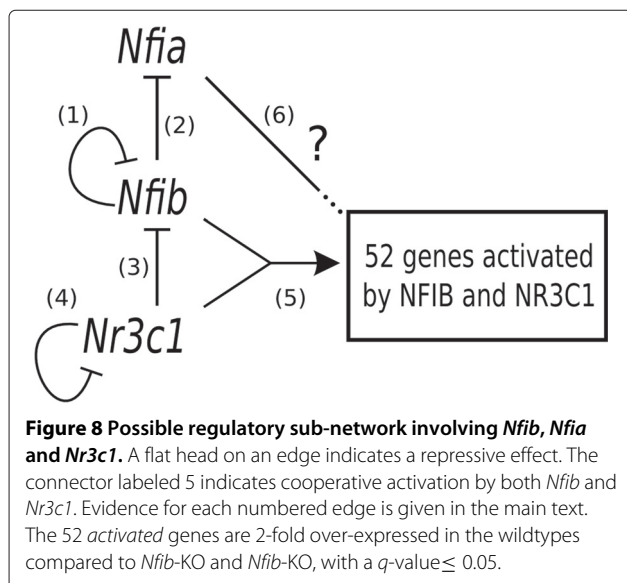 Nfia
(1)
(2)
(6)
?
Nfib
(3)
(5)
52 genes activated
by NFIB and NR3C1
(4)
Nr3c1
Figure 8 Possible regulatory sub-network involving Nfib, Nfia
and Nr3c1. A flat head on an edge indicates a repressive effect. The
connector labeled 5 indicates cooperative activation by both Nfib and
Nr3c1. Evidence for each numbered edge is given in the main text.
The 52 activated genes are 2-fold over-expressed in the wildtypes
compared to Nfib-KO and Nfib-KO, with a q-value≤ 0.05.